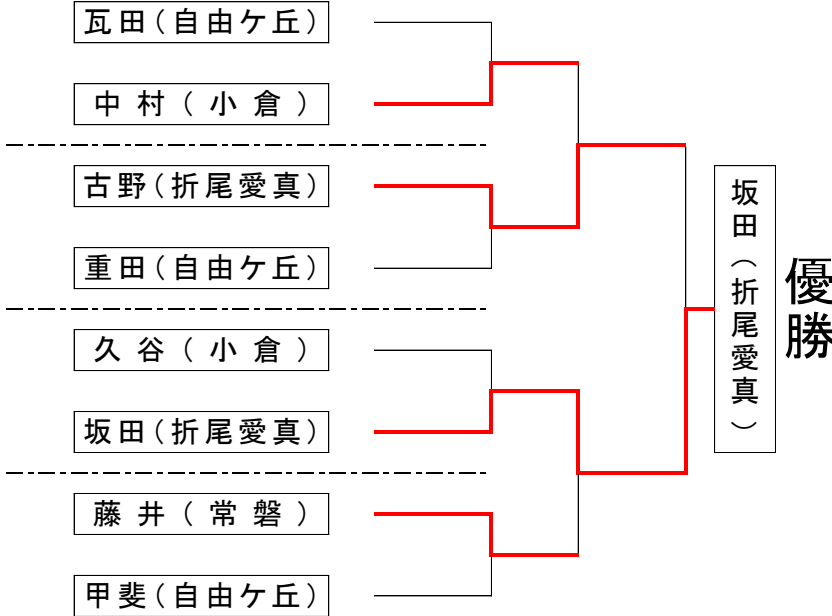 瓦田(自由ケ丘)
中村(小倉)
古野(折尾愛真)
重田(自由ケ丘)
久谷(小倉)
坂田(折尾愛真)
藤井(常磐)
甲斐(自由ケ丘)
坂田(折尾愛真)
優勝